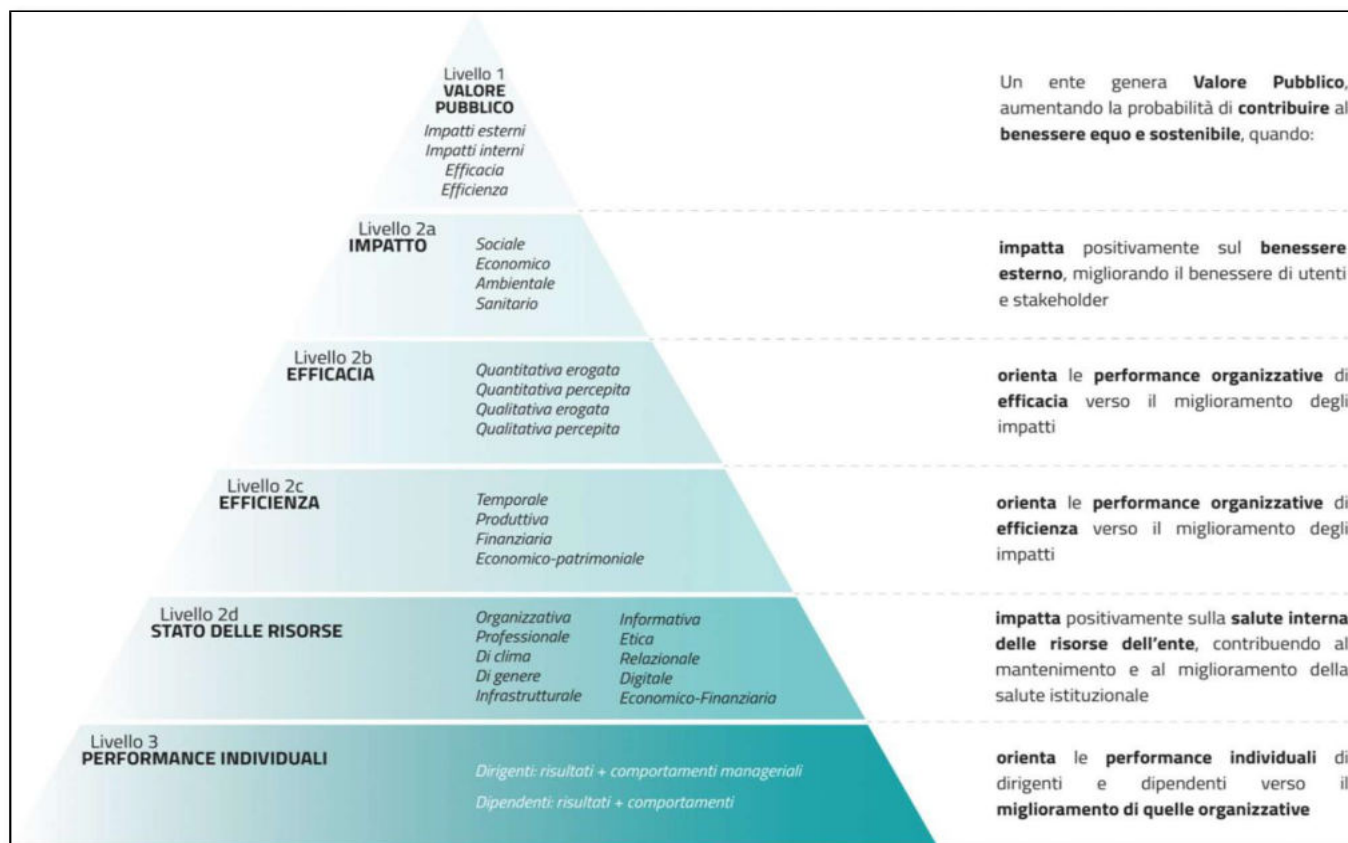 Livello 1
VALORE
PUBBLICO
Impatti esterni
Impatti interni
Efficacia
Efficienza
Un ente genera Valore Pubblico,
aumentando la probabilità di contribuire al
benessere equo e sostenibile, quando:
Livello 2a
IMPATTO
Sociale
Economico
Ambientale
Sanitario
impatta positivamente sul benessere
esterno, migliorando il benessere di utenti
e stakeholder
Livello 2b
EFFICACIA
Quantitativa erogata
Quantitativa percepita
Qualitativa erogata
Qualitativa percepita
orienta le performance organizzative di
efficacia verso il miglioramento degli
impatti
Livello 2c
EFFICIENZA
Temporale
Produttiva
Finanziaria
Economico-patrimoniale
orienta le performance organizzative di
efficienza verso il miglioramento degli
impatti
Livello 2d
STATO DELLE RISORSE
Organizzativa
Professionale
Di clima
Di genere
Infrastrutturale
Informativa
Etica
Relazionale
Digitale
Economico-Finanziaria
impatta positivamente sulla salute interna
delle risorse dell'ente, contribuendo al
mantenimento e al miglioramento della
salute istituzionale
Livello 3
PERFORMANCE INDIVIDUALI
Dirigenti: risultati + comportamenti manageriali
Dipendenti: risultati + comportamenti
orienta le performance individuali di
dirigenti e dipendenti verso il
miglioramento di quelle organizzative